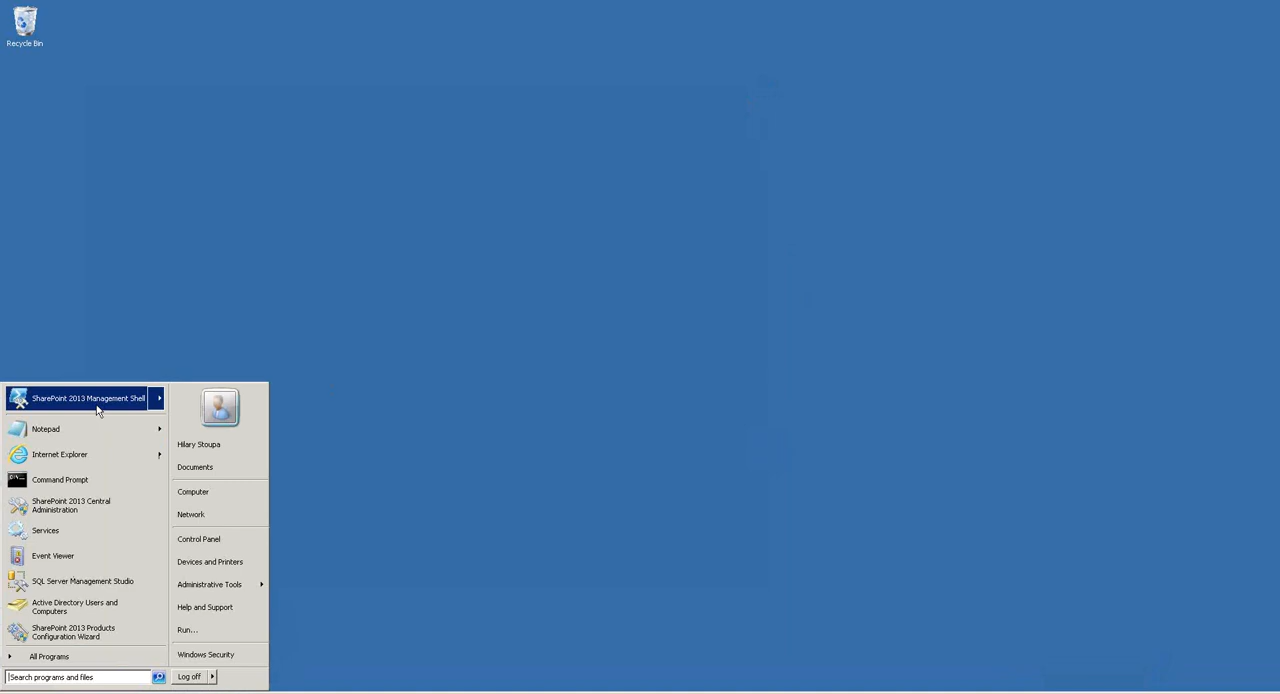 Recycle Bin
SharePoint 2013 Management Shell
Notepad
Internet Explorer
Command Prompt
SharePoint 2013 Central
Administration
Services
Event Viewer
SQL Server Management Studio
Active Directory Users and
Computers
SharePoint 2013 Products
Configuration Wizard
All Programs
Search programs and files
Hilary Stoupa
Documents
Computer
Network
Control Panel
Devices and Printers
Administrative Tools
Help and Support
Run...
Windows Security
Log off